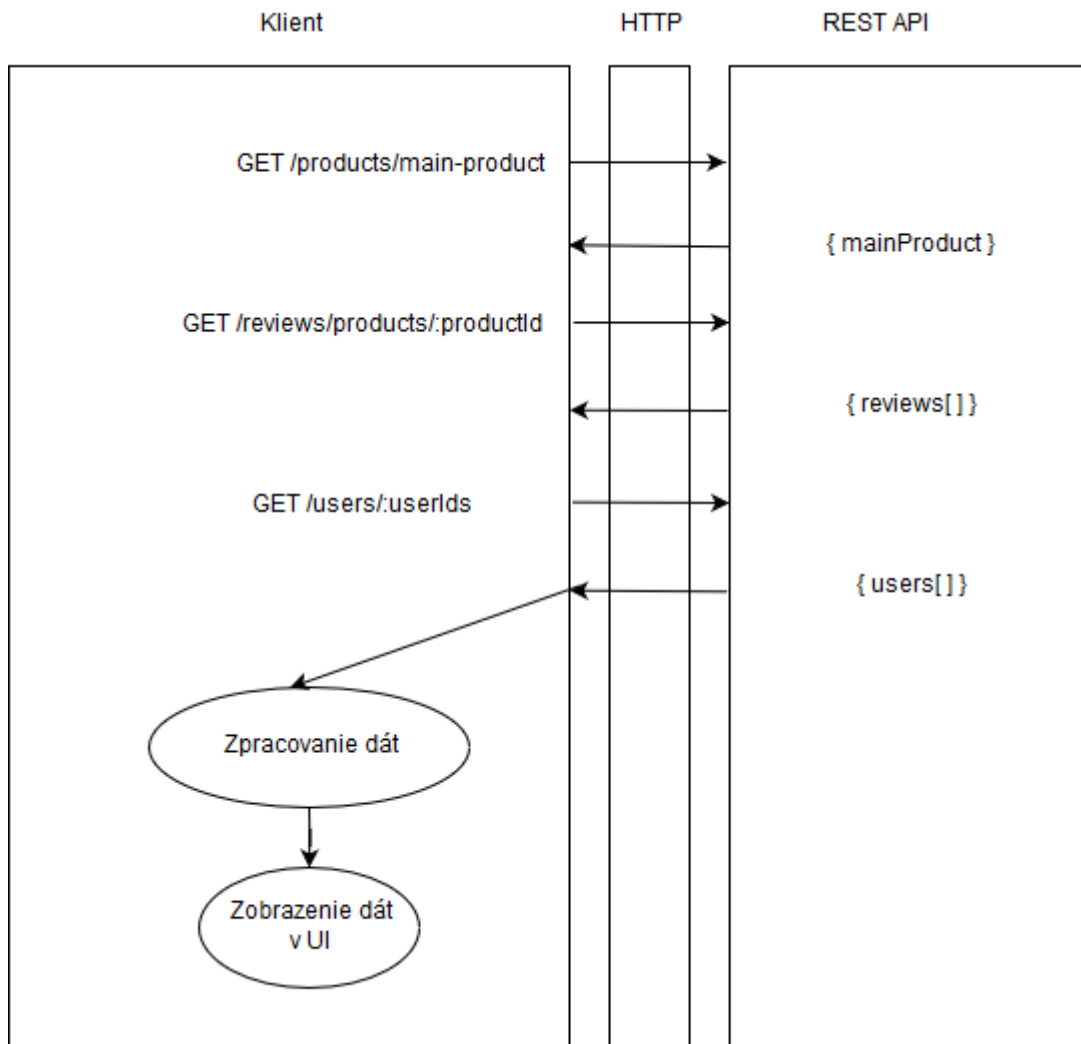 Klient
HTTP
REST API
GET /products/main-product
{ mainProduct }
GET /reviews/products/:productId
{ reviews[ ] }
GET /users/:userIds
{ users[ ] }
Zpracovanie dát
Zobrazenie dát
v UI